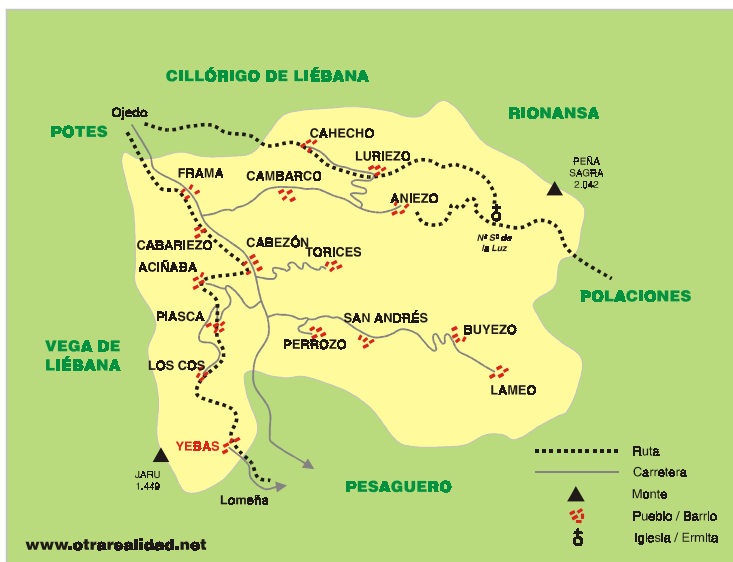 CILLÓRIGO DE LIÉBANA
RIONANSA
Ojedo
POTES
CAHECHO
LURIEZO
PEÑA
SAGRA
2.042
FRAMA
CAMBARCO
ANIEZO
Nª Sª de
la Luz
CABARIEZO
CABEZÓN
TORICES
ACIÑABA
POLACIONES
PIASCA
SAN ANDRÉS
BUYEZO
VEGA DE
LIÉBANA
PERROZO
LOS COS
LAMEO
YEBAS
JARU
1.449
Lomeña
PESAGUERO
Ruta
Carretera
Monte
Pueblo / Barrio
Iglesia / Ermita
www.otrarealidad.net